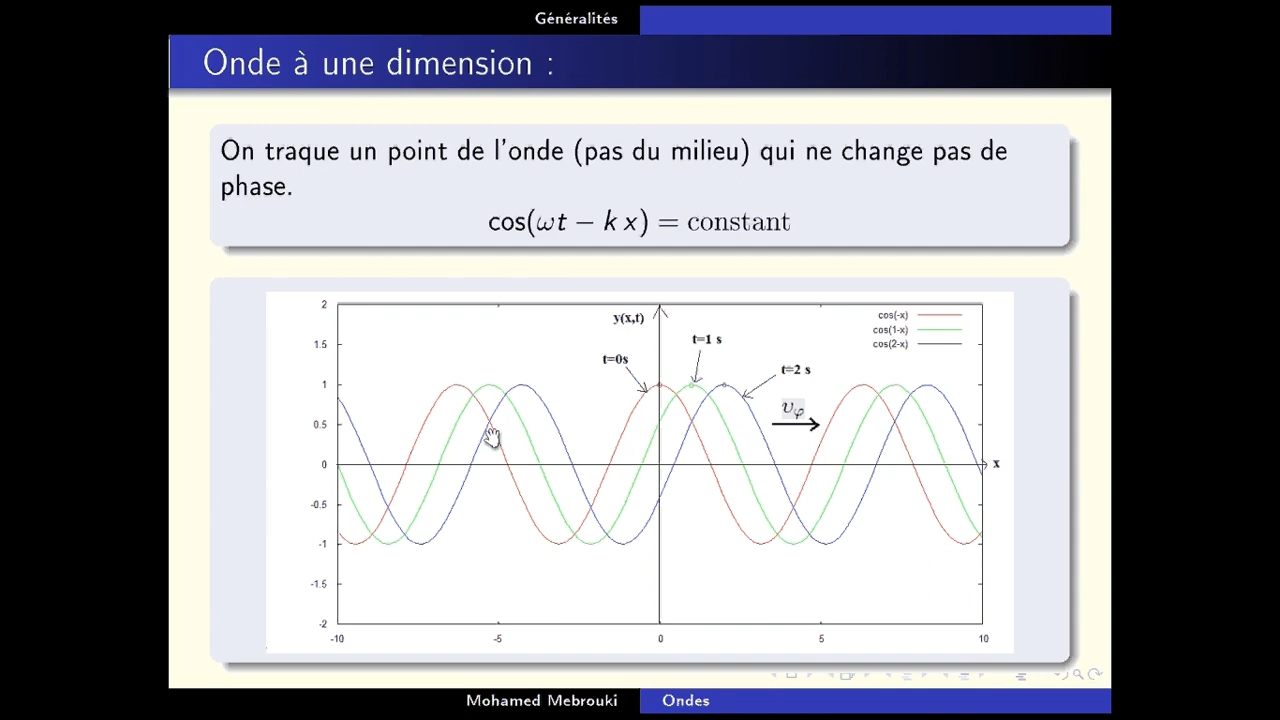 Généralités
Onde à une dimension :
On traque un point de l'onde (pas du milieu) qui ne change pas de
phase.
cos(ωt − k x) = constant
2
1.5
1
0.5
0
-0.5
-1
-1.5
-2
-10
-5
0
5
10
y(x,t)
t=0s
t=1 s
t=2 s
υφ
x
cos(-x)
cos(1-x)
cos(2-x)
Mohamed Mebrouki
Ondes